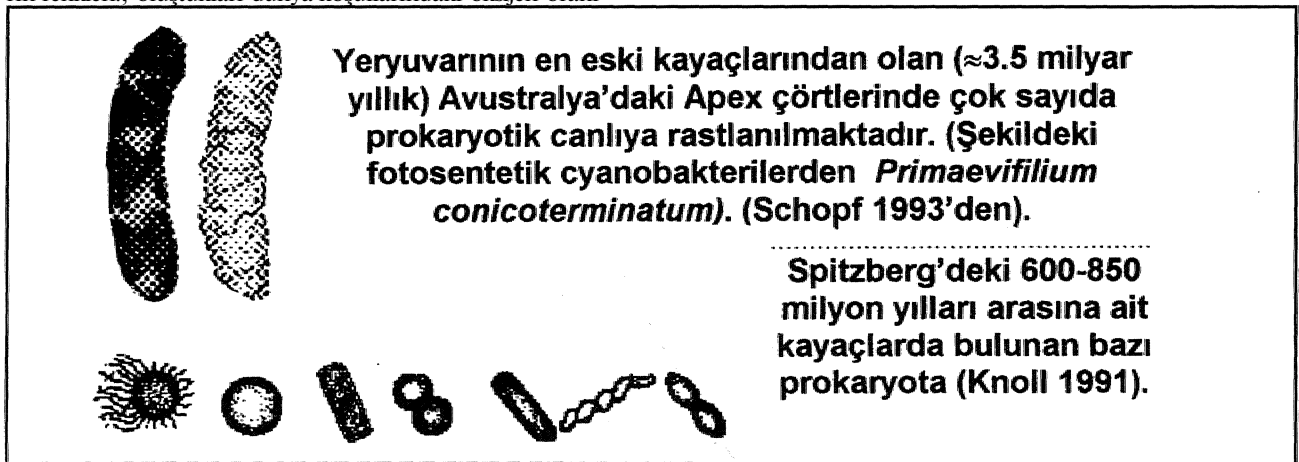 Yeryuvarının en eski kayaçlarından olan (≈3.5 milyar
yıllık) Avustralya'daki Apex çörtlerinde çok sayıda
prokaryotik canlıya rastlanılmaktadır. (Şekildeki
fotosentetik cyanobakterilerden Primaevifilium
conicoterminatum). (Schopf 1993'den).
Spitzberg'deki 600-850
milyon yılları arasına ait
kayaçlarda bulunan bazı
prokaryota (Knoll 1991).